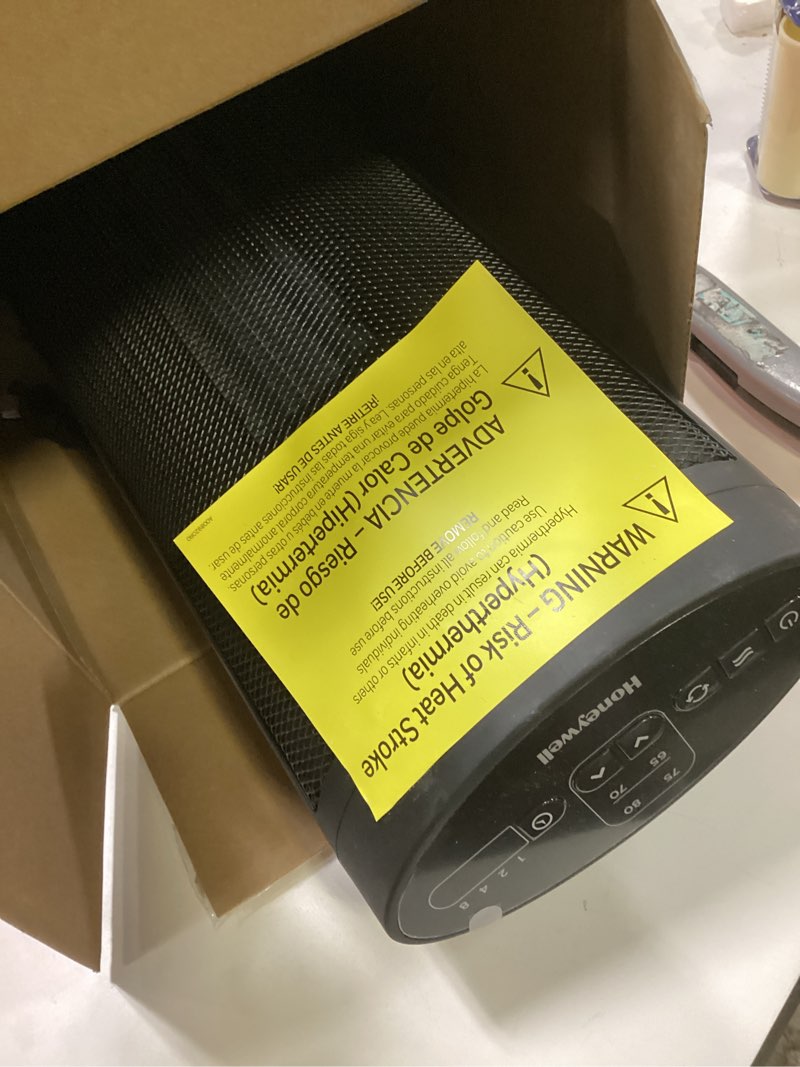 WARNING – Risk of Heat Stroke
(Hyperthermia)
Hyperthermia can result in death in infants or others
Use caution to avoid overheating individuals
Read and follow all instructions before use
REMOVE BEFORE USE!
ADVERTENCIA – Riesgo de
Golpe de Calor (Hipertermia)
La hipertermia puede provocar la muerte en bebés u otras personas.
Tenga cuidado para evitar una temperatura corporal anormalmente
alta en las personas. Lea y siga todas las instrucciones antes de usar.
¡RETIRE ANTES DE USAR!
Honeywell
65
70
75
80
1
2
4
8